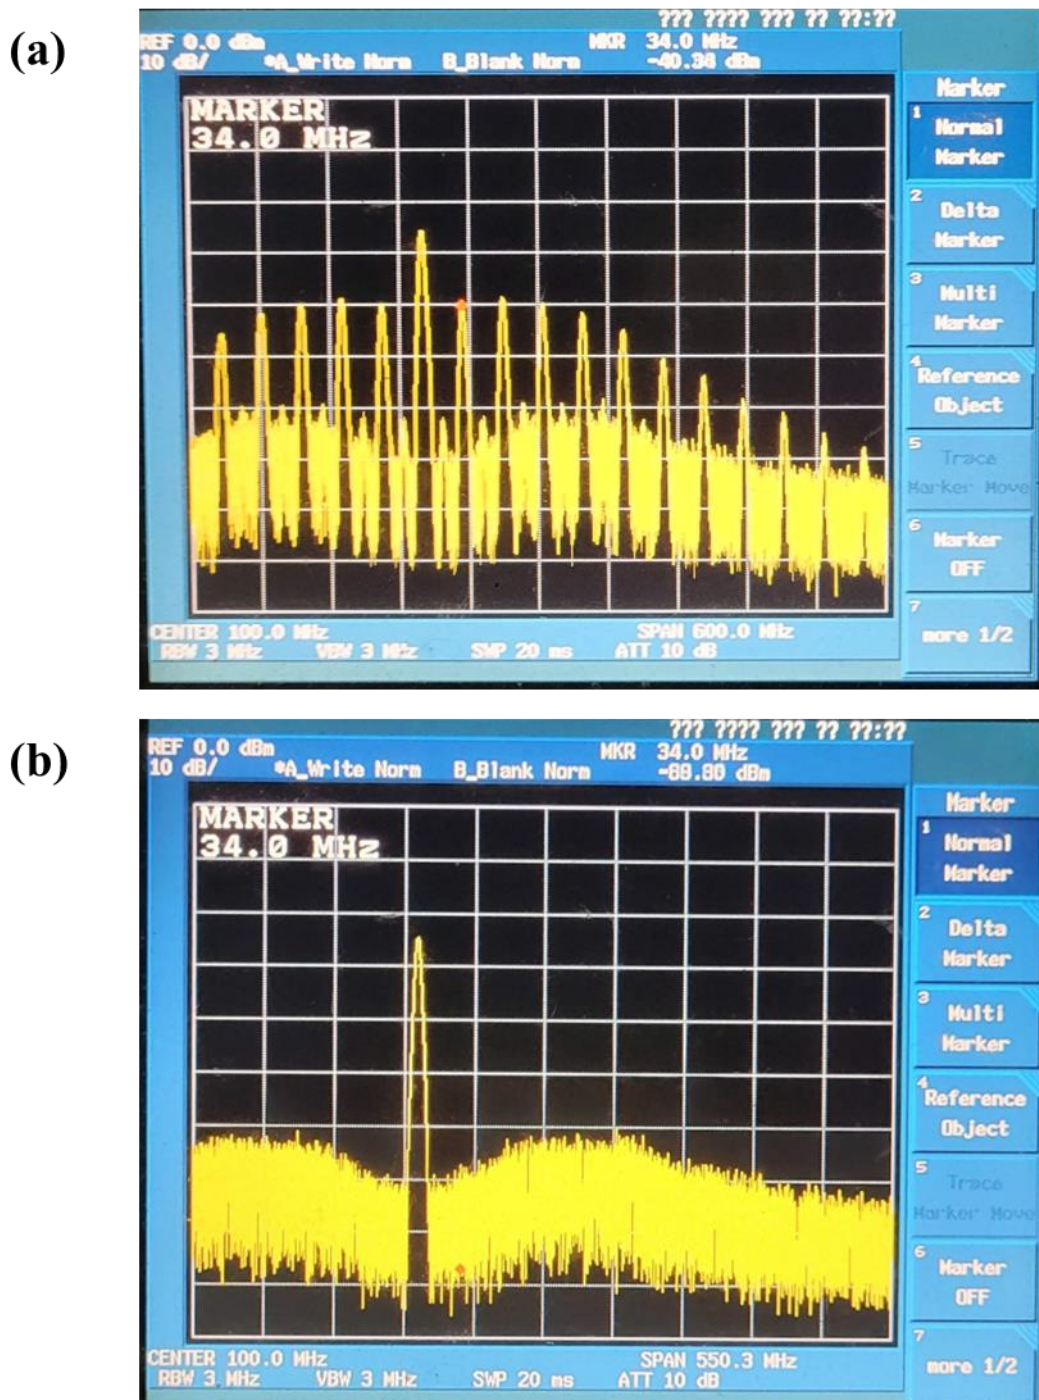 (a)
??? ???? ??? ?? ??:??
REF 0.0 dBm MKR 34.0 MHz
10 dB/ *A_Write Norm B_Blank Norm -40.34 dBm
MARKER
34.0 MHz
Marker
1 Normal
Marker
2 Delta
Marker
3 Multi
Marker
4 Reference
Object
5 Trace
Marker Move
6 Marker
OFF
7 more 1/2
CENTER 100.0 MHz SPAN 600.0 MHz
RBW 3 MHz VBW 3 MHz SWP 20 ms ATT 10 dB
(b)
??? ???? ??? ?? ??:??
REF 0.0 dBm MKR 34.0 MHz
10 dB/ *A_Write Norm B_Blank Norm -69.80 dBm
MARKER
34.0 MHz
Marker
1 Normal
Marker
2 Delta
Marker
3 Multi
Marker
4 Reference
Object
5 Trace
Marker Move
6 Marker
OFF
7 more 1/2
CENTER 100.0 MHz SPAN 550.3 MHz
RBW 3 MHz VBW 3 MHz SWP 20 ms ATT 10 dB